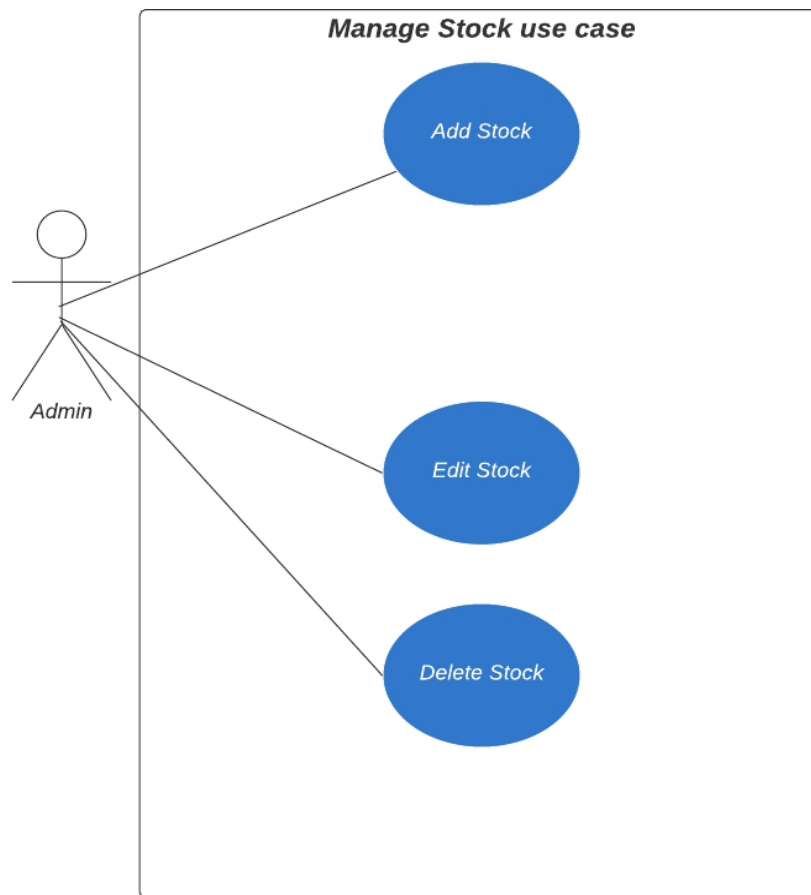 Manage Stock use case
Add Stock
Admin
Edit Stock
Delete Stock